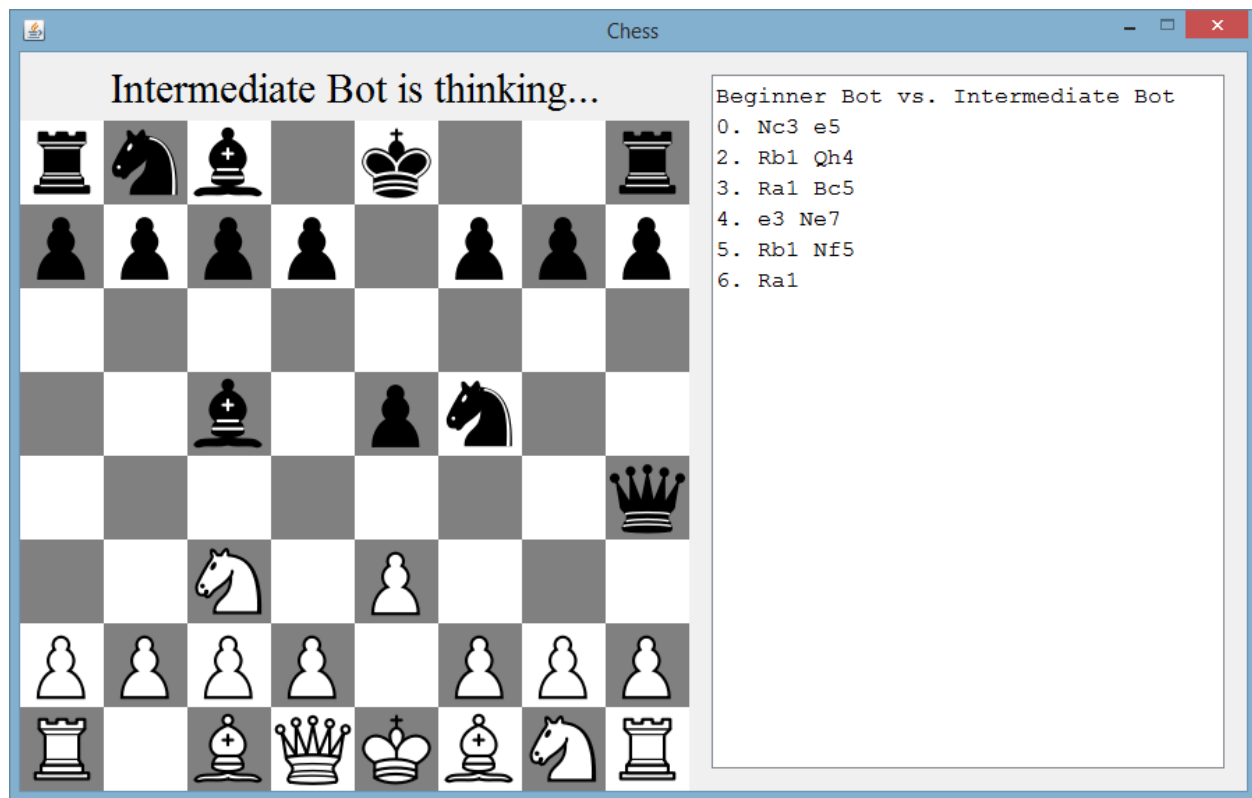 Chess
Intermediate Bot is thinking...
Beginner Bot vs. Intermediate Bot
0. Nc3 e5
2. Rb1 Qh4
3. Ra1 Bc5
4. e3 Ne7
5. Rb1 Nf5
6. Ra1